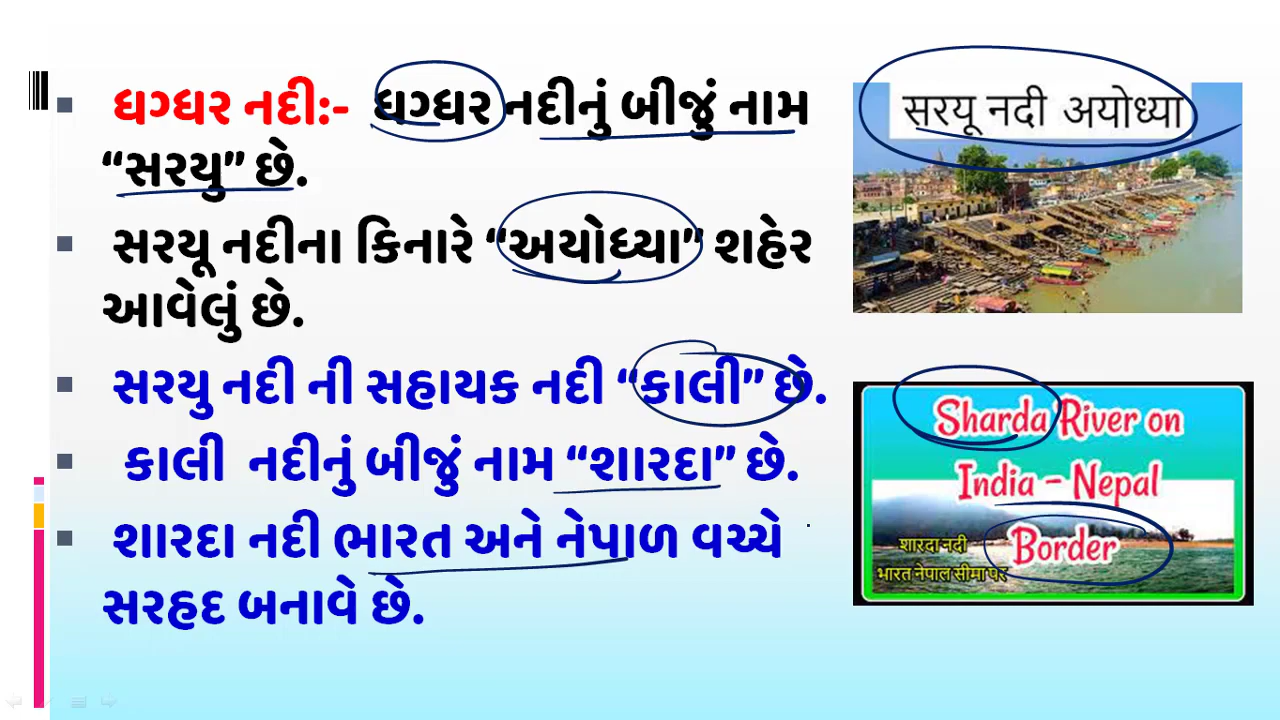 ઘગ્ઘર નદી:- ઘગ્ઘર નદીનું બીજું નામ
“સરયુ” છે.
સરયૂ નદીના કિનારે “અયોધ્યા” શહેર
આવેલું છે.
સરયુ નદી ની સહાયક નદી “કાલી” છે.
કાલી નદીનું બીજું નામ “શારદા” છે.
શારદા નદી ભારત અને નેપાળ વચ્ચે
સરહદ બનાવે છે.
सरयू नदी अयोध्या
Sharda River on
India - Nepal
Border
शारदा नदी
भारत नेपाल सीमा पर